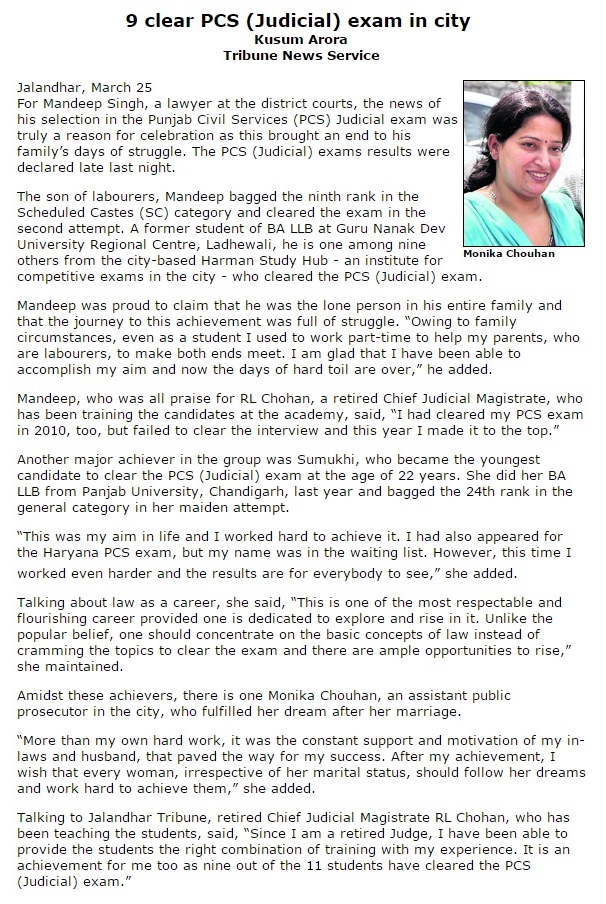 9 clear PCS (Judicial) exam in city
Kusum Arora
Tribune News Service
Jalandhar, March 25
For Mandeep Singh, a lawyer at the district courts, the news of
his selection in the Punjab Civil Services (PCS) Judicial exam was
truly a reason for celebration as this brought an end to his
family’s days of struggle. The PCS (Judicial) exams results were
declared late last night.
The son of labourers, Mandeep bagged the ninth rank in the
Scheduled Castes (SC) category and cleared the exam in the
second attempt. A former student of BA LLB at Guru Nanak Dev
University Regional Centre, Ladhewali, he is one among nine
others from the city-based Harman Study Hub - an institute for
competitive exams in the city - who cleared the PCS (Judicial) exam.
Monika Chouhan
Mandeep was proud to claim that he was the lone person in his entire family and
that the journey to this achievement was full of struggle. “Owing to family
circumstances, even as a student I used to work part-time to help my parents, who
are labourers, to make both ends meet. I am glad that I have been able to
accomplish my aim and now the days of hard toil are over,” he added.
Mandeep, who was all praise for RL Chohan, a retired Chief Judicial Magistrate, who
has been training the candidates at the academy, said, “I had cleared my PCS exam
in 2010, too, but failed to clear the interview and this year I made it to the top.”
Another major achiever in the group was Sumukhi, who became the youngest
candidate to clear the PCS (Judicial) exam at the age of 22 years. She did her BA
LLB from Panjab University, Chandigarh, last year and bagged the 24th rank in the
general category in her maiden attempt.
“This was my aim in life and I worked hard to achieve it. I had also appeared for
the Haryana PCS exam, but my name was in the waiting list. However, this time I
worked even harder and the results are for everybody to see,” she added.
Talking about law as a career, she said, “This is one of the most respectable and
flourishing career provided one is dedicated to explore and rise in it. Unlike the
popular belief, one should concentrate on the basic concepts of law instead of
cramming the topics to clear the exam and there are ample opportunities to rise,”
she maintained.
Amidst these achievers, there is one Monika Chouhan, an assistant public
prosecutor in the city, who fulfilled her dream after her marriage.
“More than my own hard work, it was the constant support and motivation of my in-
laws and husband, that paved the way for my success. After my achievement, I
wish that every woman, irrespective of her marital status, should follow her dreams
and work hard to achieve them,” she added.
Talking to Jalandhar Tribune, retired Chief Judicial Magistrate RL Chohan, who has
been teaching the students, said, “Since I am a retired Judge, I have been able to
provide the students the right combination of training with my experience. It is an
achievement for me too as nine out of the 11 students have cleared the PCS
(Judicial) exam.”